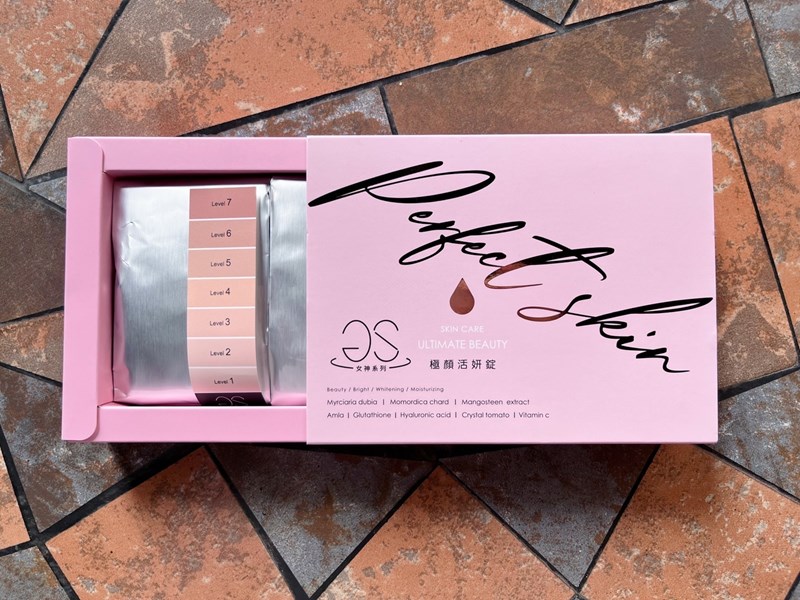 Level 7
Level 6
Level 5
Level 4
Level 3
Level 2
Level 1
GS
Perfect skin
SKIN CARE
ULTIMATE BEAUTY
極顏活妍錠
GS
女神系列
Beauty / Bright / Whitening / Moisturizing
Myrciaria dubia | Momordica chard | Mangosteen extract
Amla | Glutathione | Hyaluronic acid | Crystal tomato | Vitamin c